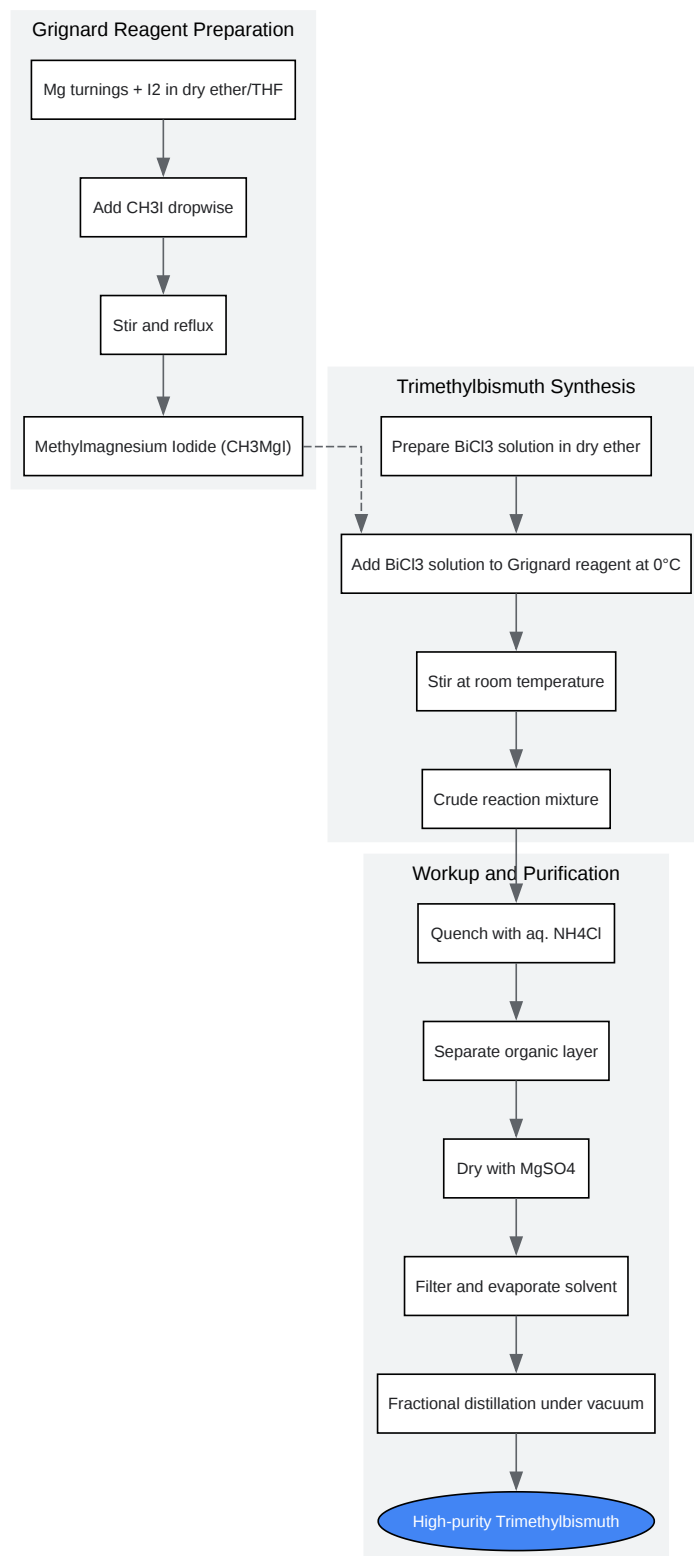 Grignard Reagent Preparation
Mg turnings + I2 in dry ether/THF
Add CH3I dropwise
Stir and reflux
Methylmagnesium Iodide (CH3MgI)
Trimethylbismuth Synthesis
Prepare BiCl3 solution in dry ether
Add BiCl3 solution to Grignard reagent at 0°C
Stir at room temperature
Crude reaction mixture
Workup and Purification
Quench with aq. NH4Cl
Separate organic layer
Dry with MgSO4
Filter and evaporate solvent
Fractional distillation under vacuum
High-purity Trimethylbismuth